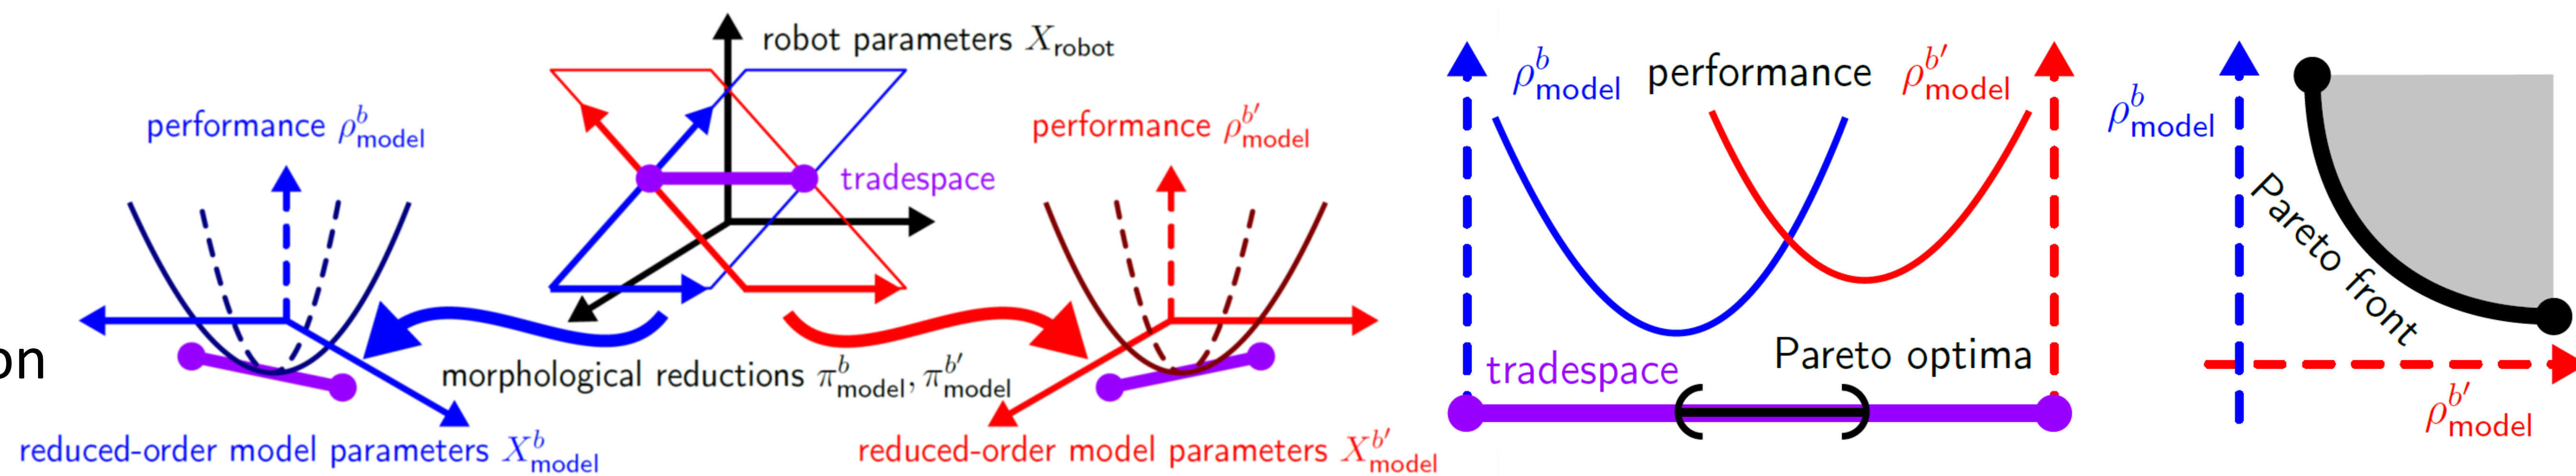 robot parameters X_robot
performance ρ^b_model
performance ρ^{b'}_model
tradespace
morphological reductions π^b_model, π^{b'}_model
on
reduced-order model parameters X^b_model
reduced-order model parameters X^{b'}_model
ρ^b_model performance ρ^{b'}_model
tradespace
Pareto optima
ρ^b_model
Pareto front
ρ^{b'}_model